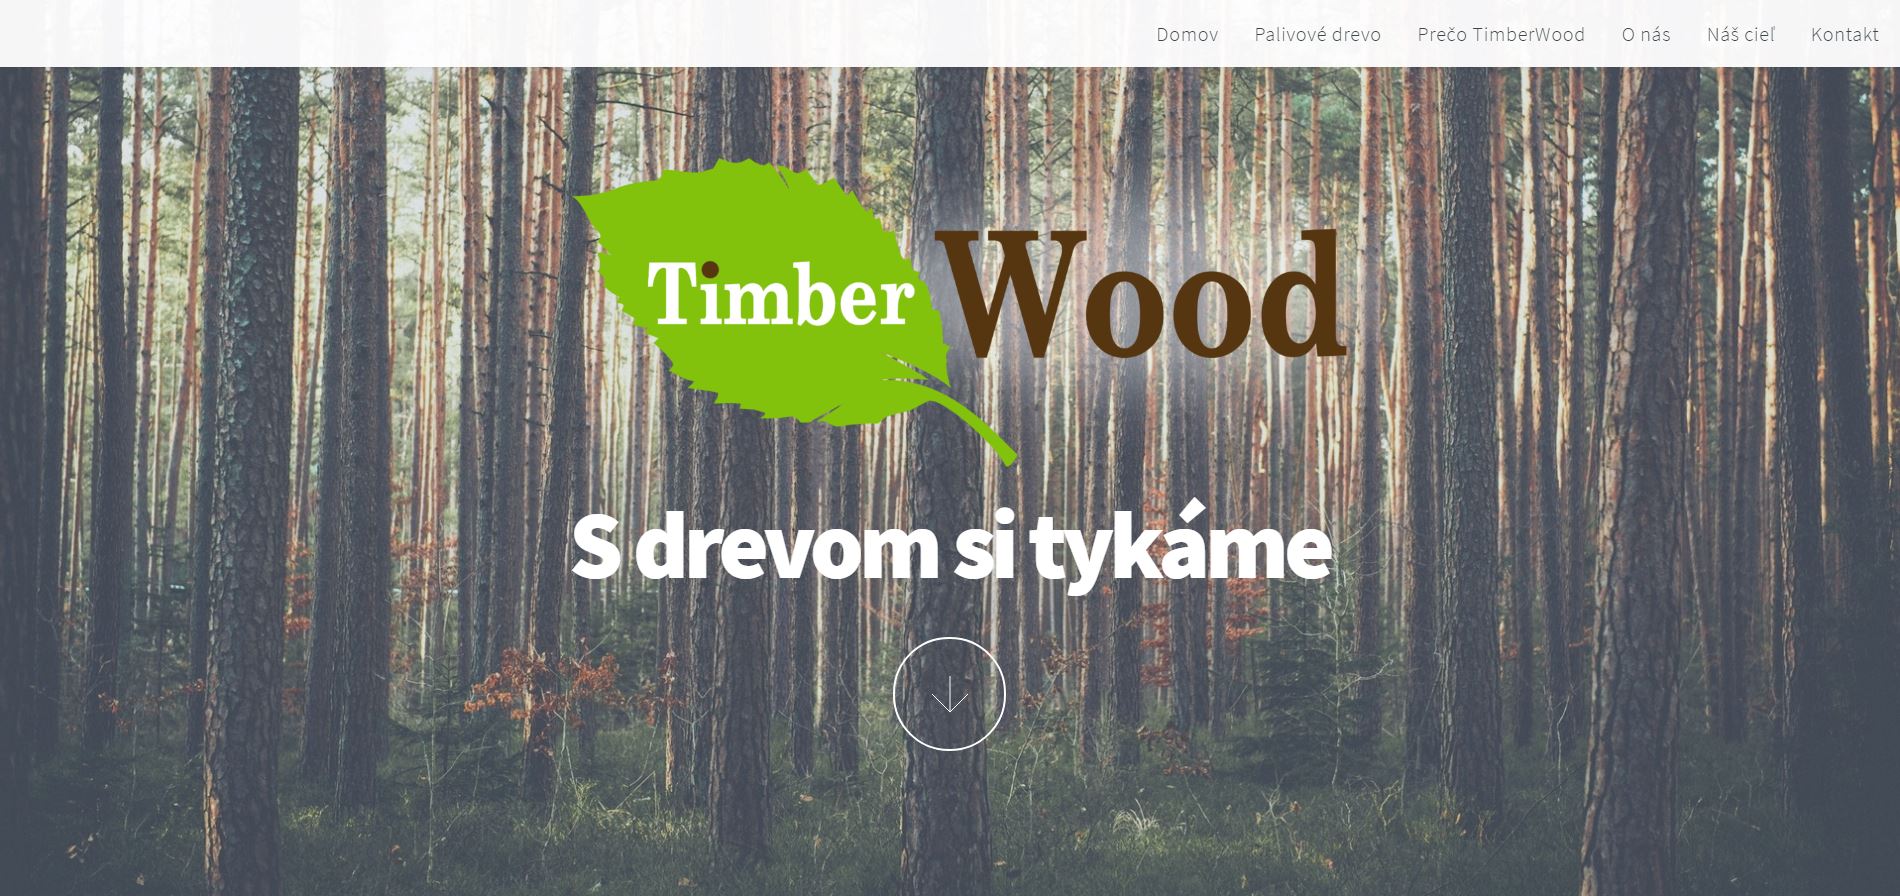 Domov Palivové drevo Prečo TimberWood O nás Náš cieľ Kontakt
Timber Wood
S drevom si tykáme